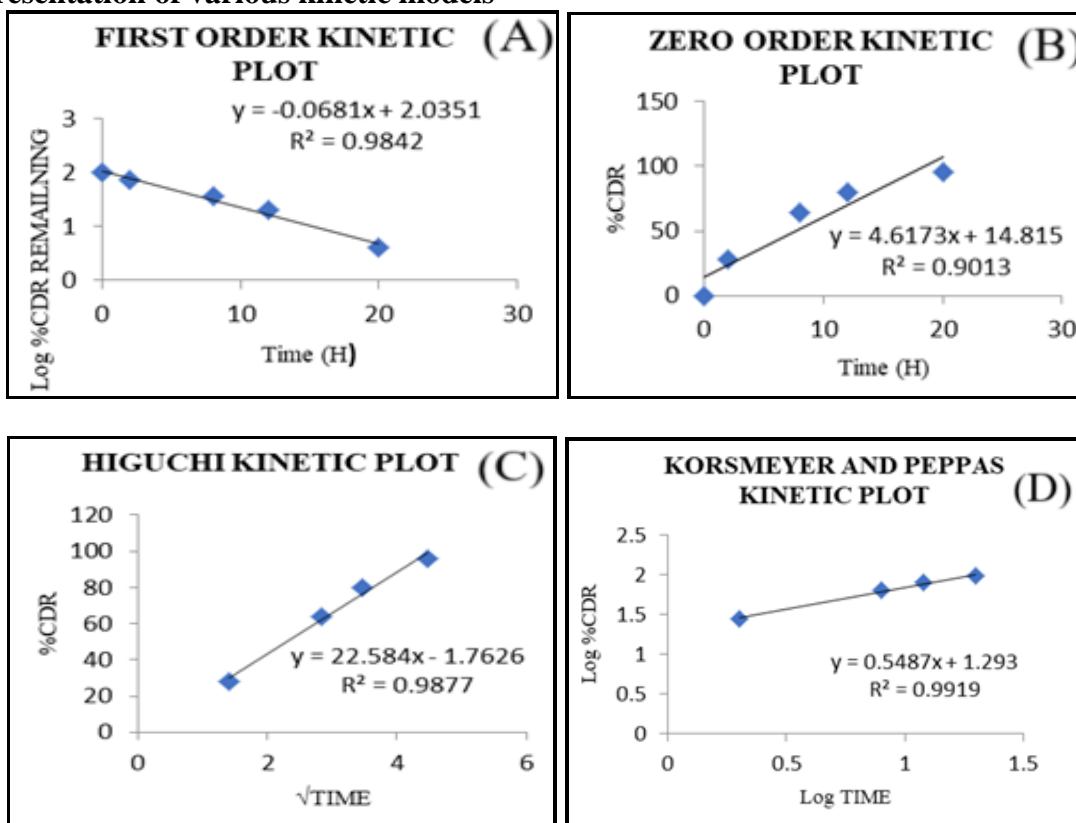 resentation of various kinetic models
FIRST ORDER KINETIC
PLOT
(A)
y = -0.0681x + 2.0351
R² = 0.9842
Log %CDR REMAILNING
3
2
1
0
0 10 20 30
Time (H)
ZERO ORDER KINETIC
PLOT
(B)
150
100
50
0
%CDR
y = 4.6173x + 14.815
R² = 0.9013
0 10 20 30
Time (H)
HIGUCHI KINETIC PLOT
(C)
120
100
80
60
40
20
0
%CDR
y = 22.584x - 1.7626
R² = 0.9877
0 2 4 6
√TIME
KORSMEYER AND PEPPAS
KINETIC PLOT
(D)
2.5
2
1.5
1
0.5
0
Log %CDR
y = 0.5487x + 1.293
R² = 0.9919
0 0.5 1 1.5
Log TIME